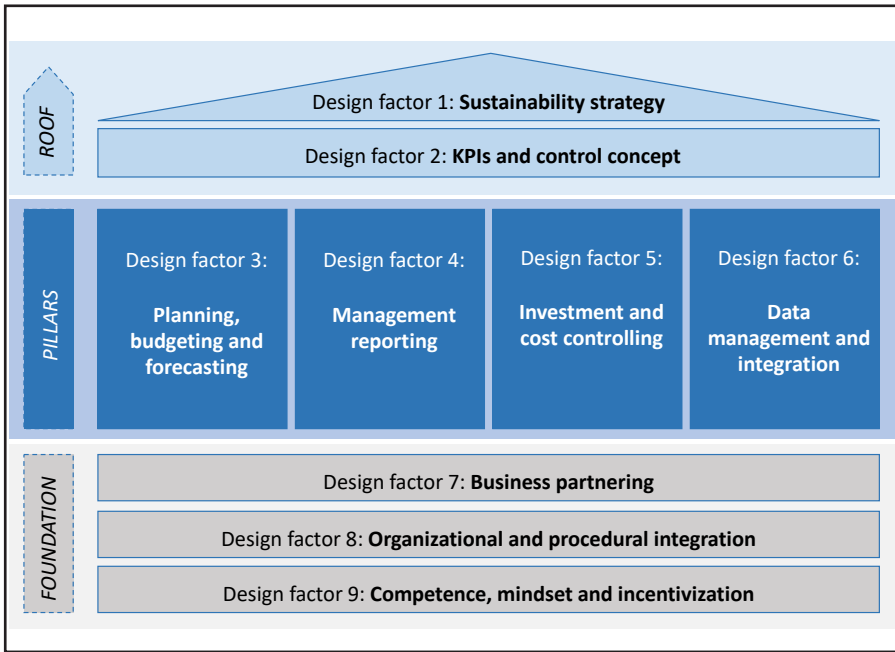 ROOF
Design factor 1: Sustainability strategy
Design factor 2: KPIs and control concept
PILLARS
Design factor 3:
Planning,
budgeting and
forecasting
Design factor 4:
Management
reporting
Design factor 5:
Investment and
cost controlling
Design factor 6:
Data
management and
integration
FOUNDATION
Design factor 7: Business partnering
Design factor 8: Organizational and procedural integration
Design factor 9: Competence, mindset and incentivization